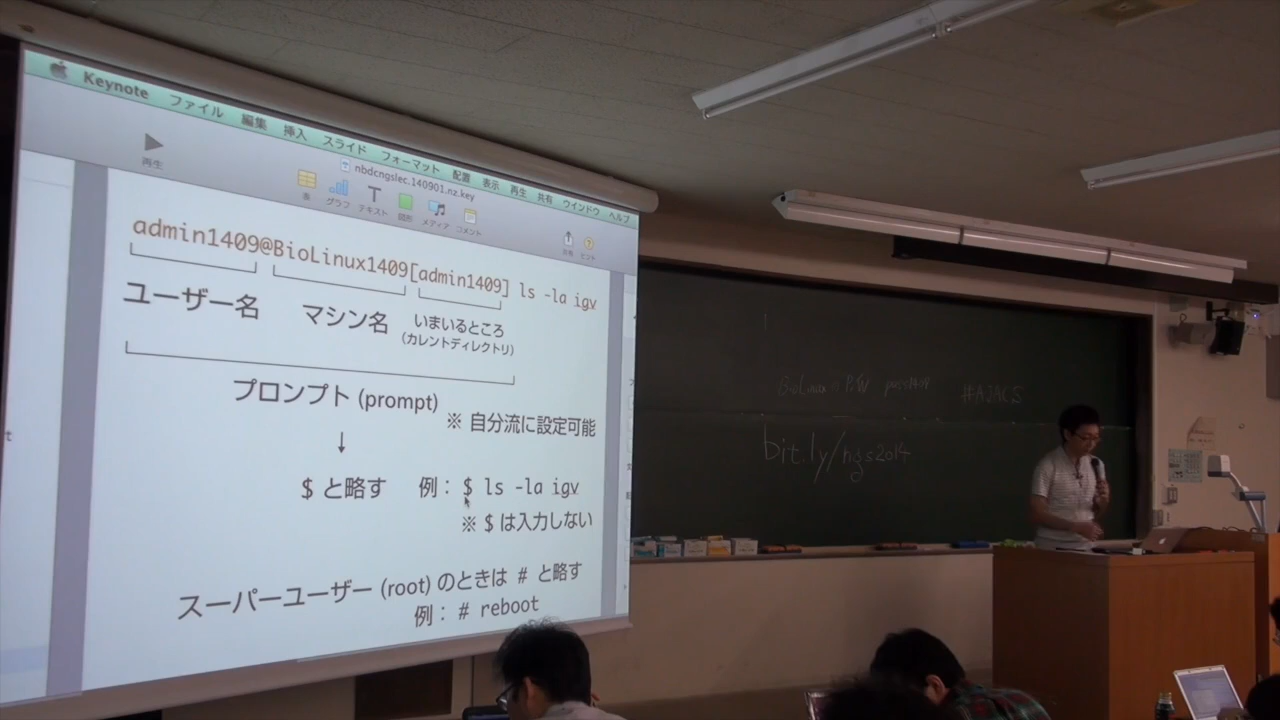 Keynote ファイル 編集 挿入 スライド フォーマット 配置 表示 再生 共有 ウインドウ ヘルプ
nbdcngslec.140901.nz.key
再生
表 グラフ テキスト 図形 メディア コメント
共有 ヒント
admin1409@BioLinux1409[admin1409] ls -la igv
ユーザー名 マシン名 いまいるところ
(カレントディレクトリ)
プロンプト (prompt)
※ 自分流に設定可能
↓
$ と略す 例： $ ls -la igv
※ $ は入力しない
スーパーユーザー (root) のときは # と略す
例： # reboot
#AJACS
bit.ly/ngs2014